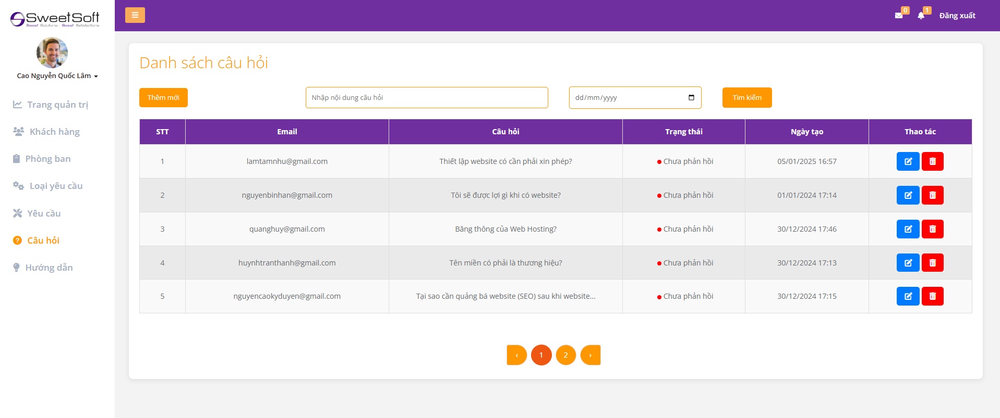 SweetSoft
Sweet Solutions - Sweet Satisfactions
Cao Nguyễn Quốc Lâm
Trang quản trị
Khách hàng
Phòng ban
Loại yêu cầu
Yêu cầu
Câu hỏi
Hướng dẫn
0
1
Đăng xuất
Danh sách câu hỏi
Thêm mới
Nhập nội dung câu hỏi
dd/mm/yyyy
Tìm kiếm
STT Email Câu hỏi Trạng thái Ngày tạo Thao tác
1 lamtamnhu@gmail.com Thiết lập website có cần phải xin phép? Chưa phản hồi 05/01/2025 16:57
2 nguyenbinhan@gmail.com Tôi sẽ được lợi gì khi có website? Chưa phản hồi 01/01/2024 17:14
3 quanghuy@gmail.com Băng thông của Web Hosting? Chưa phản hồi 30/12/2024 17:46
4 huynhtranthanh@gmail.com Tên miền có phải là thương hiệu? Chưa phản hồi 30/12/2024 17:13
5 nguyencaokyduyen@gmail.com Tại sao cần quảng bá website (SEO) sau khi website... Chưa phản hồi 30/12/2024 17:15
‹ 1 2 ›